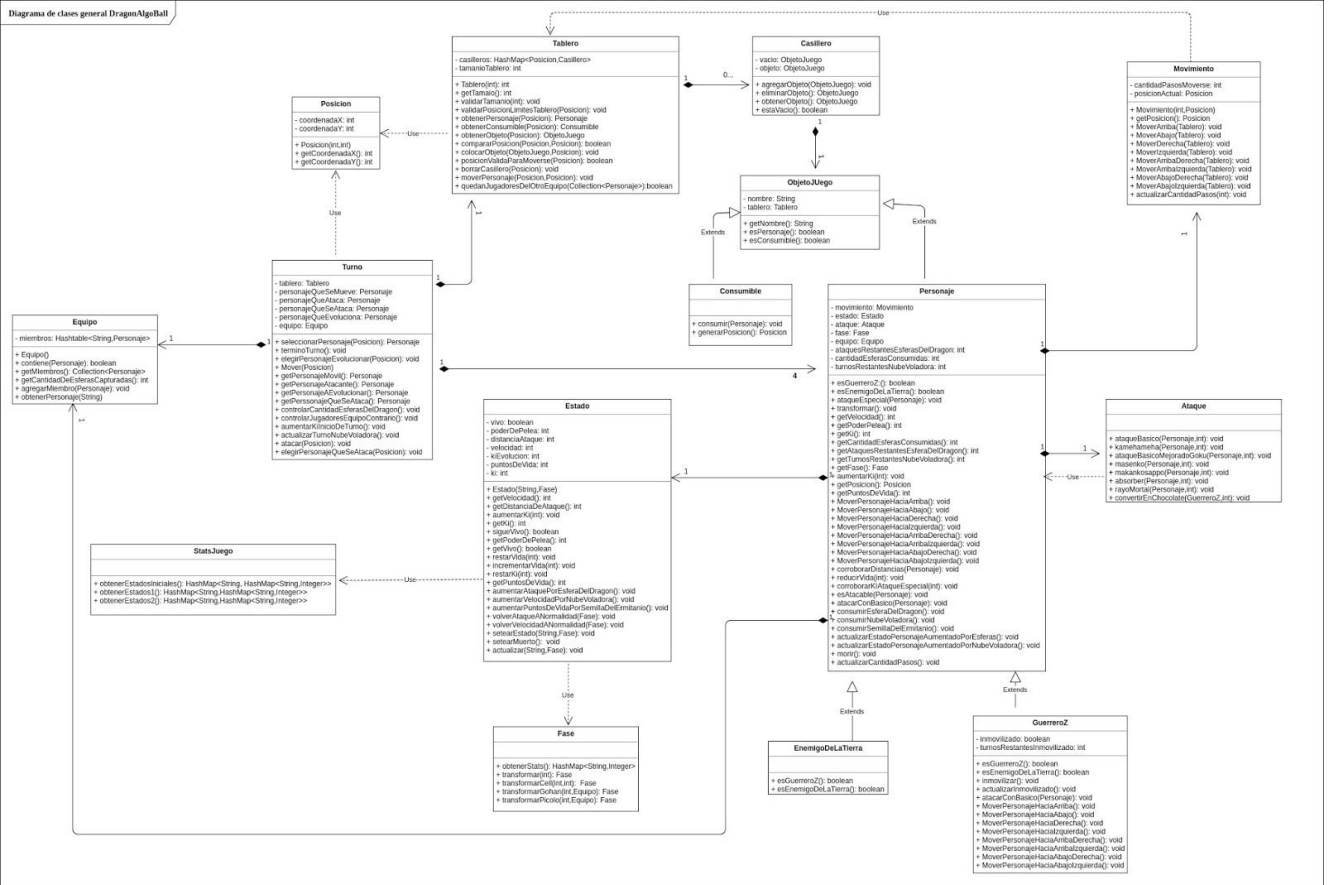 Diagrama de clases general DragonAlgoBall
Use
Tablero
- casilleros: HashMap<Posicion,Casillero>
- tamanioTablero: int
+ Tablero(int): int
+ getTamaio(): int
+ validarTamanio(int): void
+ validarPosicionLimitesTablero(Posicion): void
+ obtenerPersonaje(Posicion): Personaje
+ obtenerConsumible(Posicion): Consumible
+ obtenerObjeto(Posicion): ObjetoJuego
+ compararPosicion(Posicion,Posicion): boolean
+ colocarObjeto(ObjetoJuego,Posicion): void
+ posicionValidaParaMoverse(Posicion): boolean
+ borrarCasillero(Posicion): void
+ moverPersonaje(Posicion,Posicion): void
+ quedanJugadoresDelOtroEquipo(Collection<Personaje>):boolean
1
0...
Casillero
- vacio: ObjetoJuego
- objeto: ObjetoJuego
+ agregarObjeto(ObjetoJuego): void
+ eliminarObjeto(): ObjetoJuego
+ obtenerObjeto(): ObjetoJuego
+ estaVacio(): boolean
1
1
Movimiento
- cantidadPasosMoverse: int
- posicionActual: Posicion
+ Movimiento(int,Posicion)
+ getPosicion(): Posicion
+ MoverArriba(Tablero): void
+ MoverAbajo(Tablero): void
+ MoverDerecha(Tablero): void
+ MoverIzquierda(Tablero): void
+ MoverArribaDerecha(Tablero): void
+ MoverArribaIzquierda(Tablero): void
+ MoverAbajoDerecha(Tablero): void
+ MoverAbajoIzquierda(Tablero): void
+ actualizarCantidadPasos(int): void
Posicion
- coordenadaX: int
- coordenadaY: int
+ Posicion(int,int)
+ getCoordenadaX(): int
+ getCoordenadaY(): int
Use
Use
1
1
ObjetoJUego
- nombre: String
- tablero: Tablero
+ getNombre(): String
+ esPersonaje(): boolean
+ esConsumible(): boolean
Extends
Extends
1
Turno
- tablero: Tablero
- personajeQueSeMueve: Personaje
- personajeQueAtaca: Personaje
- personajeQueSeAtaca: Personaje
- personajeQueEvoluciona: Personaje
- equipo: Equipo
+ seleccionarPersonaje(Posicion): Personaje
+ terminoTurno(): void
+ elegirPersonajeEvolucionar(Posicion): void
+ Mover(Posicion)
+ getPersonajeMovil(): Personaje
+ getPersonajeAtacante(): Personaje
+ getPersonajeAEvolucionar(): Personaje
+ getPerssonajeQueSeAtaca(): Personaje
+ controlarCantidadEsferasDelDragon(): void
+ controlarJugadoresEquipoContrario(): void
+ aumentarKiInicioDeTurno(): void
+ actualizarTurnoNubeVoladora(): void
+ atacar(Posicion): void
+ elegirPersonajeQueSeAtaca(Posicion): void
Equipo
- miembros: Hashtable<String,Personaje>
+ Equipo()
+ contiene(Personaje): boolean
+ getMIembros(): Collection<Personaje>
+ getCantidadDeEsferasCapturadas(): int
+ agregarMiembro(Personaje): void
+ obtenerPersonaje(String)
1
1
1
1
4
Consumible
+ consumir(Personaje): void
+ generarPosicion(): Posicion
Personaje
- movimiento: Movimiento
- estado: Estado
- ataque: Ataque
- fase: Fase
- equipo: Equipo
- ataquesRestantesEsferasDelDragon: int
- cantidadEsferasConsumidas: int
- turnosRestantesNubeVoladora: int
+ esGuerreroZ:(): boolean
+ esEnemigoDeLaTierra(): boolean
+ ataqueEspecial(Personaje): void
+ transformar(): void
+ getVelocidad(): int
+ getPoderPelea(): int
+ getKi(): int
+ getCantidadEsferasConsumidas(): int
+ getAtaquesRestantesEsferaDelDragon(): int
+ getTurnosRestantesNubeVoladora(): int
+ getFase(): Fase
+ aumentarKi(int): void
+ getPosicion(): Posicion
+ getPuntosDeVida(): int
+ MoverPersonajeHaciaArriba(): void
+ MoverPersonajeHaciaAbajo(): void
+ MoverPersonajeHaciaDerecha(): void
+ MoverPersonajeHaciaIzquierda(): void
+ MoverPersonajeHaciaArribaDerecha(): void
+ MoverPersonajeHaciaArribaIzquierda(): void
+ MoverPersonajeHaciaAbajoDerecha(): void
+ MoverPersonajeHaciaAbajoIzquierda(): void
+ corroborarDistancias(Personaje): void
+ reducirVida(int): void
+ corroborarKiAtaqueEspecial(int): void
+ esAtacable(Personaje): void
+ atacarConBasico(Personaje): void
+ consumirEsferaDelDragon(): void
+ consumirNubeVoladora(): void
+ consumirSemillaDelErmitanio(): void
+ actualizarEstadoPersonajeAumentadoPorEsferas(): void
+ actualizarEstadoPersonajeAumentadoPorNubeVoladora(): void
+ morir(): void
+ actualizarCantidadPasos(): void
1
1
1
Use
Ataque
+ ataqueBasico(Personaje,int): void
+ kamehameha(Personaje,int): void
+ ataqueBasicoMejoradoGoku(Personaje,int): void
+ masenko(Personaje,int): void
+ makankosappo(Personaje,int): void
+ absorber(Personaje,int): void
+ rayoMortal(Personaje,int): void
+ convertirEnChocolate(GuerreroZ,int): void
Estado
- vivo: boolean
- poderDePelea: int
- distanciaAtaque: int
- velocidad: int
- kiEvolucion: int
- puntosDeVida: int
- ki: int
+ Estado(String,Fase)
+ getVelocidad(): int
+ getDistanciaDeAtaque(): int
+ aumentarKi(int): void
+ getKi(): int
+ sigueVivo(): boolean
+ getPoderDePelea(): int
+ getVivo(): boolean
+ restarVida(int): void
+ incrementarVida(int): void
+ restarKi(int): void
+ getPuntosDeVida(): int
+ aumentarAtaquePorEsferaDelDragon(): void
+ aumentarVelocidadPorNubeVoladora(): void
+ aumentarPuntosDeVidaPorSemillaDelErmitanio(): void
+ volverAtaqueANormalidad(Fase): void
+ volverVelocidadANormalidad(Fase): void
+ setearEstado(String,Fase): void
+ setearMuerto(): void
+ actualizar(String,Fase): void
1
1
1
StatsJuego
+ obtenerEstadosIniciales(): HashMap<String, HashMap<String,Integer>>
+ obtenerEstados1(): HashMap<String,HashMap<String,Integer>>
+ obtenerEstados2(): HashMap<String,HashMap<String,Integer>>
Use
Use
Fase
+ obtenerStats(): HashMap<String,Integer>
+ transformar(int): Fase
+ transformarCell(int,int): Fase
+ transformarGohan(int,Equipo): Fase
+ transformarPicolo(int,Equipo): Fase
Extends
Extends
EnemigoDeLaTierra
+ esGuerreroZ(): boolean
+ esEnemigoDeLaTierra(): boolean
GuerreroZ
- inmovilizado: boolean
- turnosRestantesInmovilizado: int
+ esGuerreroZ(): boolean
+ esEnemigoDeLaTierra(): boolean
+ inmovilizar(): void
+ actualizarInmovilizado(): void
+ atacarConBasico(Personaje): void
+ MoverPersonajeHaciaArriba(): void
+ MoverPersonajeHaciaAbajo(): void
+ MoverPersonajeHaciaDerecha(): void
+ MoverPersonajeHaciaIzquierda(): void
+ MoverPersonajeHaciaArribaDerecha(): void
+ MoverPersonajeHaciaArribaIzquierda(): void
+ MoverPersonajeHaciaAbajoDerecha(): void
+ MoverPersonajeHaciaAbajoIzquierda(): void